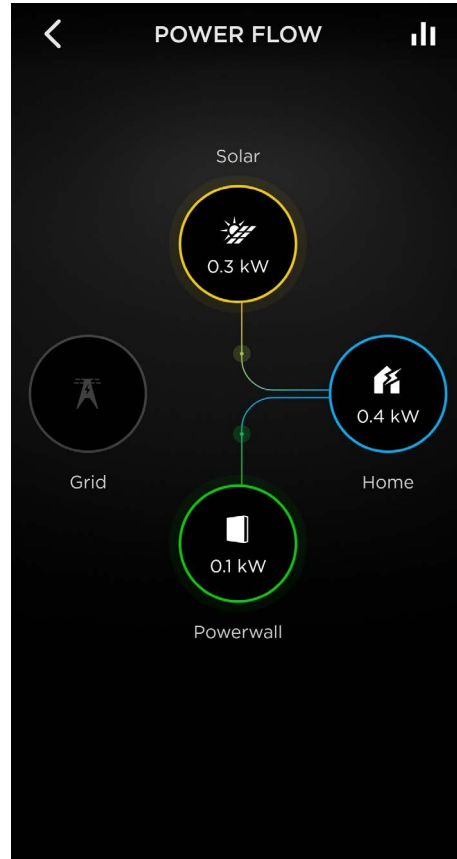 POWER FLOW
Solar
0.3 kW
0.4 kW
Grid
Home
0.1 kW
Powerwall